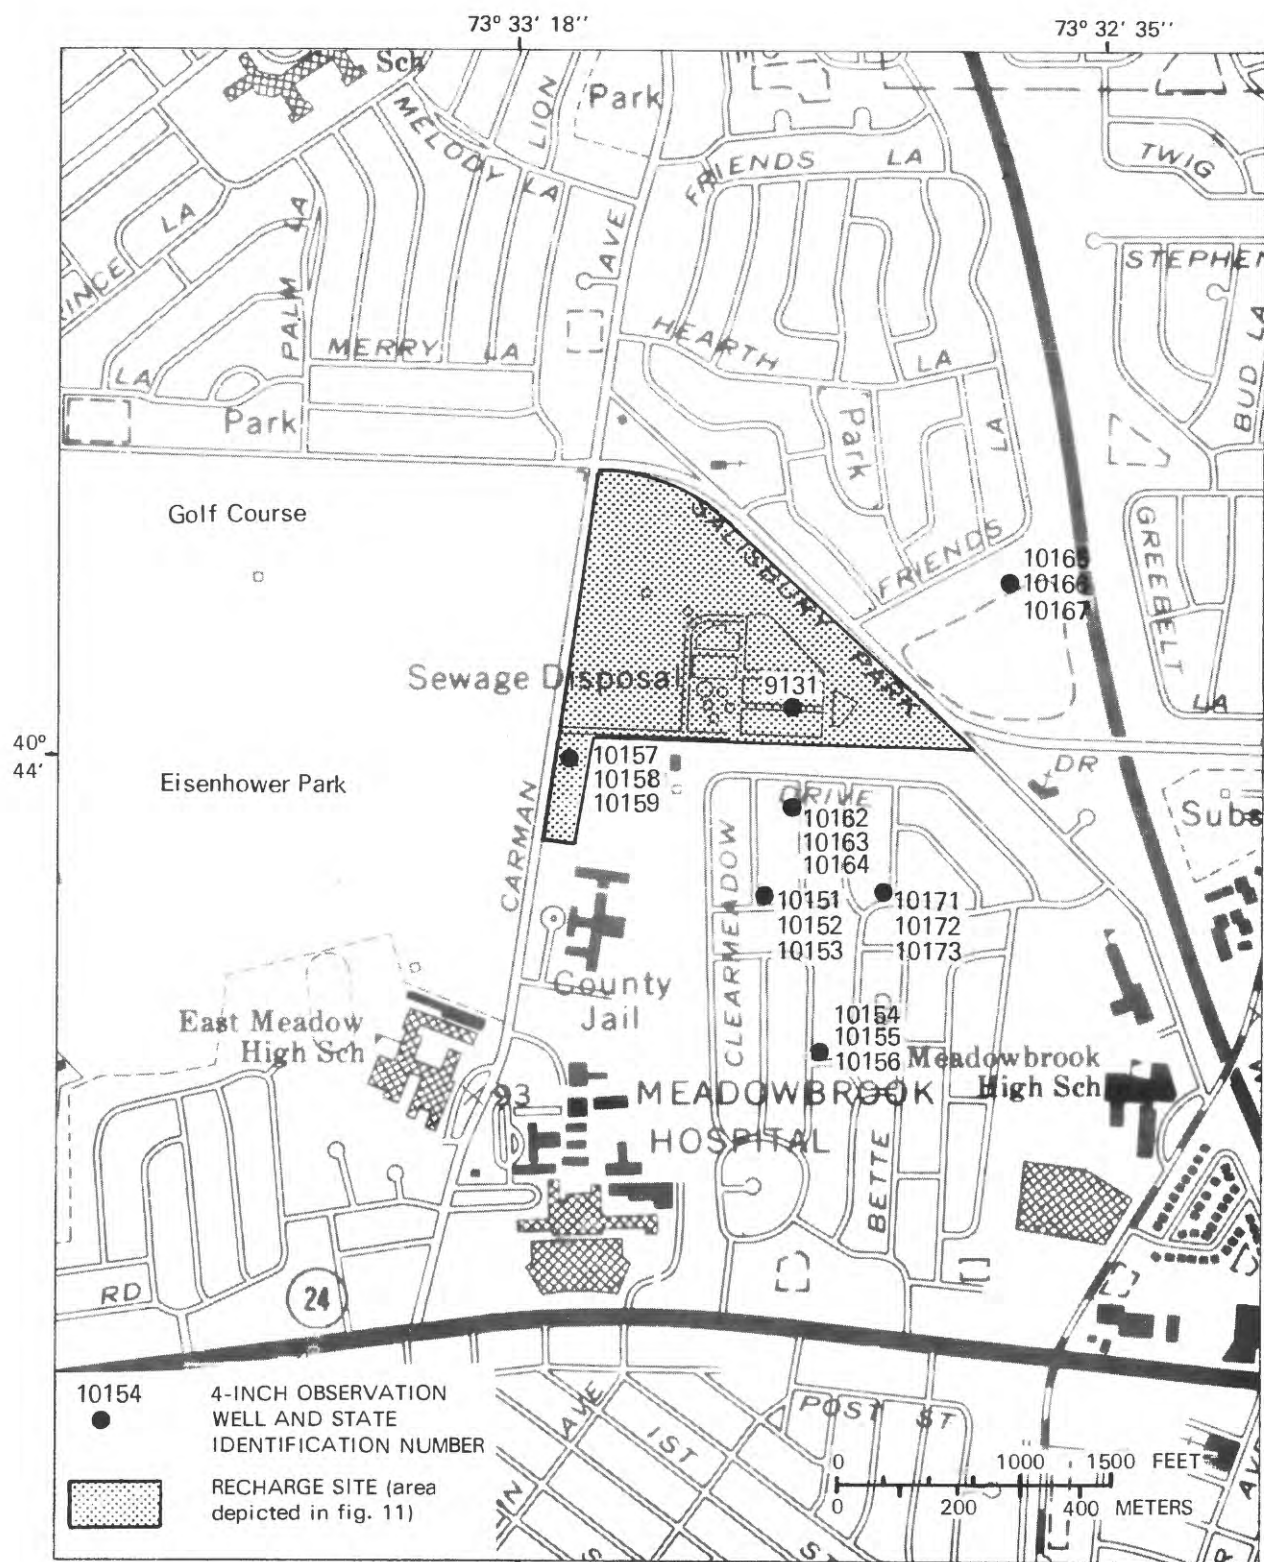 73° 33' 18''
73° 32' 35''
Sch
Park
LION
MELODY LA
FRIENDS LA
TWIG
AVE
LA
PALM LA
STEPHEN
MERRY LA
HEARTH LA
BUD LA
LA
Park
Park
LA
Golf Course
SALISBURY PARK
FRIENDS
GREEBELT
LA
10165
10166
10167
Sewage Disposal
9131
40°
44'
10157
10158
10159
Eisenhower Park
DR
DRIVE
Subs
10162
10163
10164
CARMAN
CLEARMEADOW
10151
10152
10153
10171
10172
10173
County
Jail
East Meadow
High Sch
10154
10155
10156
Meadowbrook
High Sch
93
MEADOWBROOK
HOSPITAL
BETTE
RD
24
AVE
IST
POST ST
AVE
10154
4-INCH OBSERVATION
WELL AND STATE
IDENTIFICATION NUMBER
RECHARGE SITE (area
depicted in fig. 11)
0 1000 1500 FEET
0 200 400 METERS